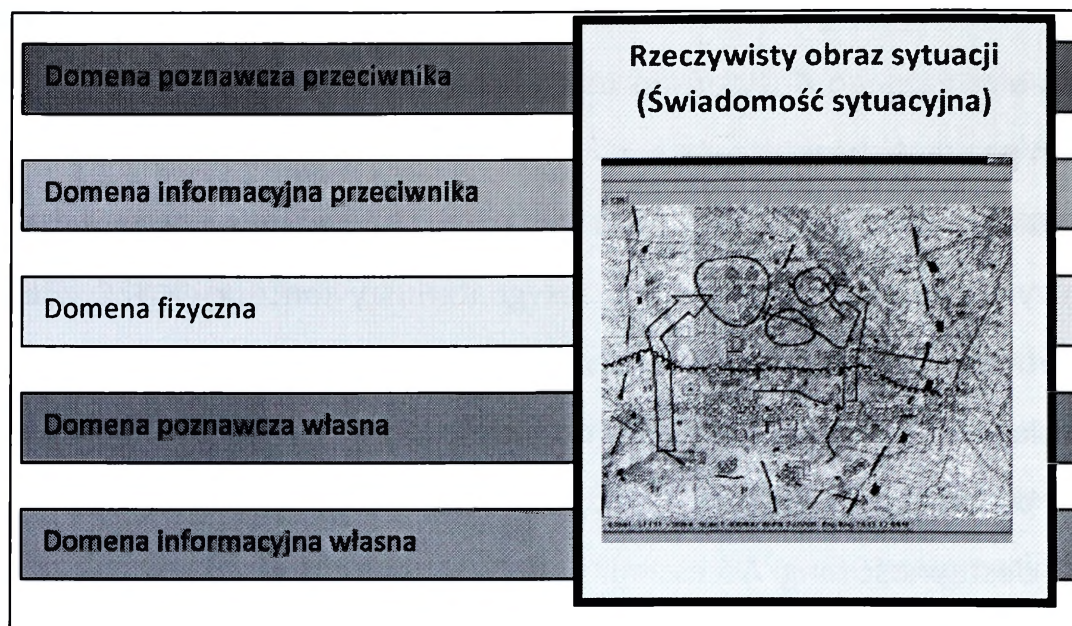 Domena poznawcza przeciwnika
Domena informacyjna przeciwnika
Domena fizyczna
Domena poznawcza własna
Domena informacyjna własna
Rzeczywisty obraz sytuacji
(Świadomość sytuacyjna)